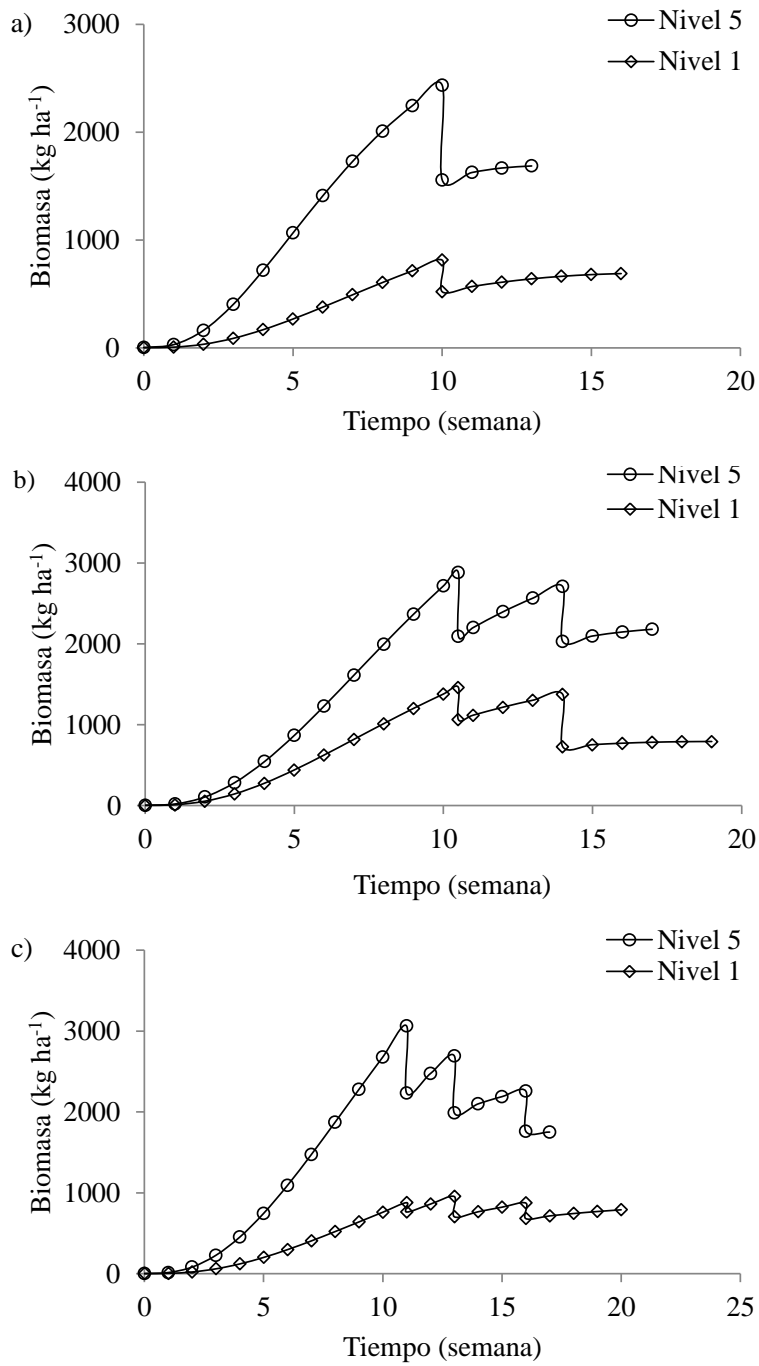 a)
Nivel 5
Nivel 1
Biomasa (kg ha-1)
3000
2000
1000
0
0 5 10 15 20
Tiempo (semana)
b)
Nivel 5
Nivel 1
Biomasa (kg ha-1)
4000
3000
2000
1000
0
0 5 10 15 20
Tiempo (semana)
c)
Nivel 5
Nivel 1
Biomasa (kg ha-1)
4000
3000
2000
1000
0
0 5 10 15 20 25
Tiempo (semana)